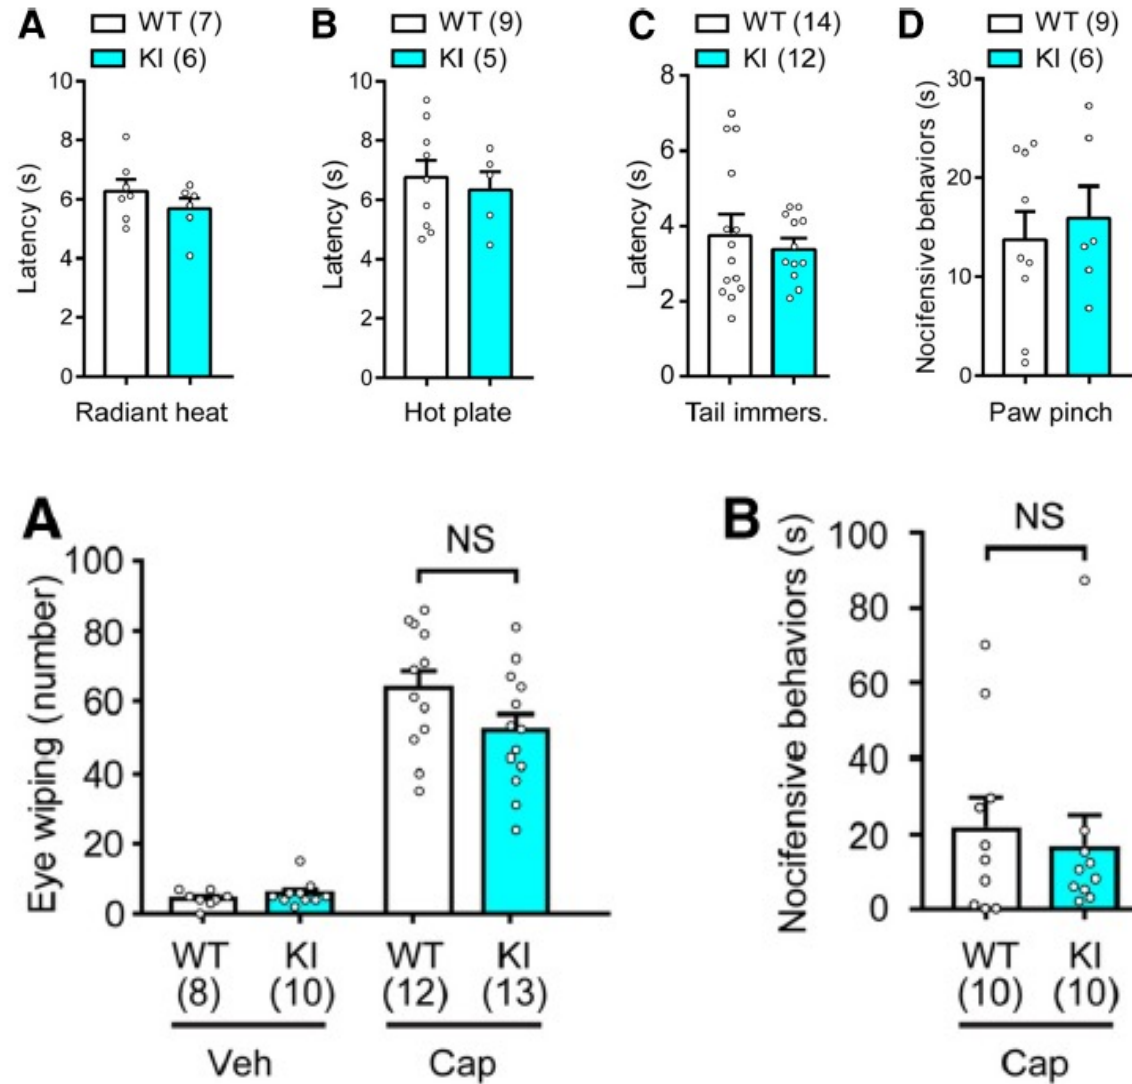 A
WT (7)
KI (6)
10
8
6
4
2
0
Latency (s)
Radiant heat
B
WT (9)
KI (5)
10
8
6
4
2
0
Latency (s)
Hot plate
C
WT (14)
KI (12)
8
6
4
2
0
Latency (s)
Tail immers.
D
WT (9)
KI (6)
30
20
10
0
Nocifensive behaviors (s)
Paw pinch
A
NS
100
80
60
40
20
0
Eye wiping (number)
WT KI WT KI
(8) (10) (12) (13)
Veh Cap
B
NS
100
80
60
40
20
0
Nocifensive behaviors (s)
WT KI
(10) (10)
Cap